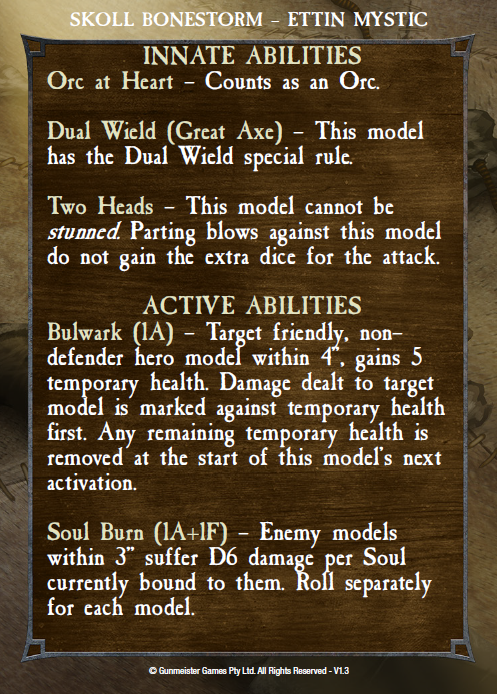 SKOLL BONESTORM – ETTIN MYSTIC
INNATE ABILITIES
Orc at Heart – Counts as an Orc.
Dual Wield (Great Axe) – This model
has the Dual Wield special rule.
Two Heads – This model cannot be
stunned. Parting blows against this model
do not gain the extra dice for the attack.
ACTIVE ABILITIES
Bulwark (1A) – Target friendly, non-
defender hero model within 4”, gains 5
temporary health. Damage dealt to target
model is marked against temporary health
first. Any remaining temporary health is
removed at the start of this model’s next
activation.
Soul Burn (1A+1F) – Enemy models
within 3” suffer D6 damage per Soul
currently bound to them. Roll separately
for each model.
© Gunmeister Games Pty Ltd. All Rights Reserved - V1.3